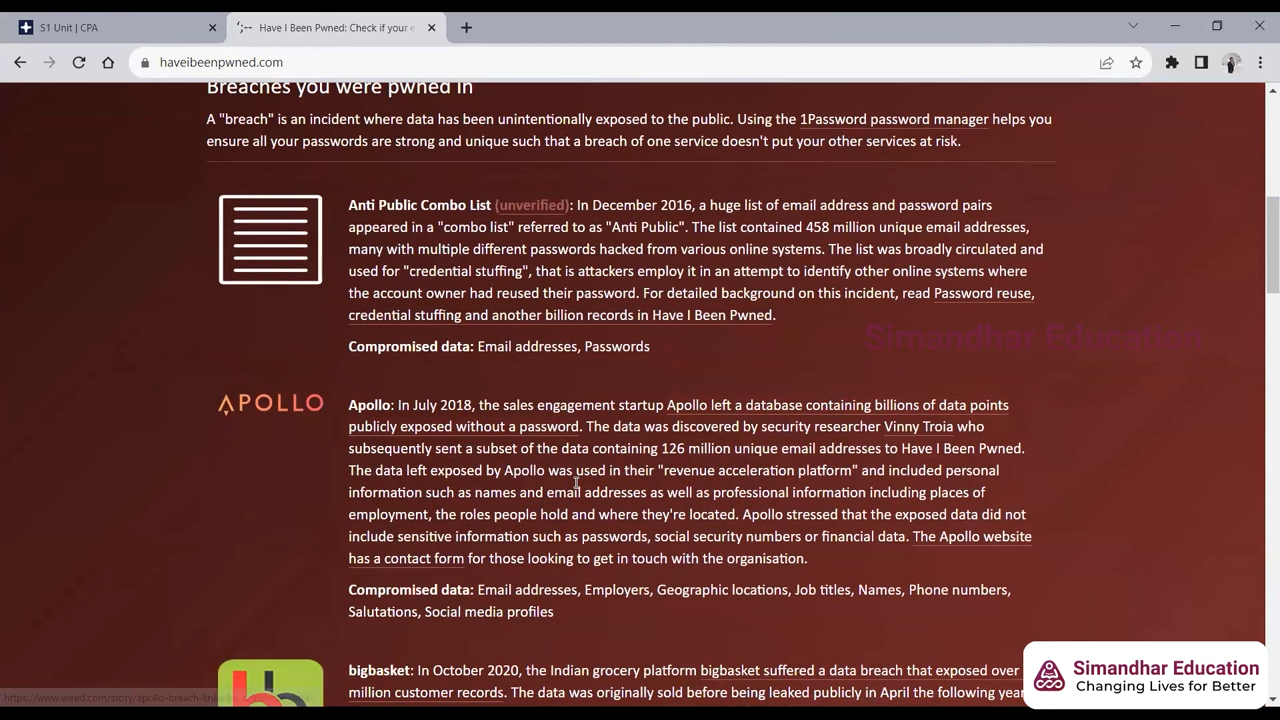 S1 Unit | CPA
Have I Been Pwned: Check if your e
haveibeenpwned.com
Breaches you were pwned in
A "breach" is an incident where data has been unintentionally exposed to the public. Using the 1Password password manager helps you
ensure all your passwords are strong and unique such that a breach of one service doesn't put your other services at risk.
Anti Public Combo List (unverified): In December 2016, a huge list of email address and password pairs
appeared in a "combo list" referred to as "Anti Public". The list contained 458 million unique email addresses,
many with multiple different passwords hacked from various online systems. The list was broadly circulated and
used for "credential stuffing", that is attackers employ it in an attempt to identify other online systems where
the account owner had reused their password. For detailed background on this incident, read Password reuse,
credential stuffing and another billion records in Have I Been Pwned.
Simandhar Education
Compromised data: Email addresses, Passwords
APOLLO
Apollo: In July 2018, the sales engagement startup Apollo left a database containing billions of data points
publicly exposed without a password. The data was discovered by security researcher Vinny Troia who
subsequently sent a subset of the data containing 126 million unique email addresses to Have I Been Pwned.
The data left exposed by Apollo was used in their "revenue acceleration platform" and included personal
information such as names and email addresses as well as professional information including places of
employment, the roles people hold and where they're located. Apollo stressed that the exposed data did not
include sensitive information such as passwords, social security numbers or financial data. The Apollo website
has a contact form for those looking to get in touch with the organisation.
Compromised data: Email addresses, Employers, Geographic locations, Job titles, Names, Phone numbers,
Salutations, Social media profiles
bigbasket: In October 2020, the Indian grocery platform bigbasket suffered a data breach that exposed over
million customer records. The data was originally sold before being leaked publicly in April the following year
Simandhar Education
Changing Lives for Better